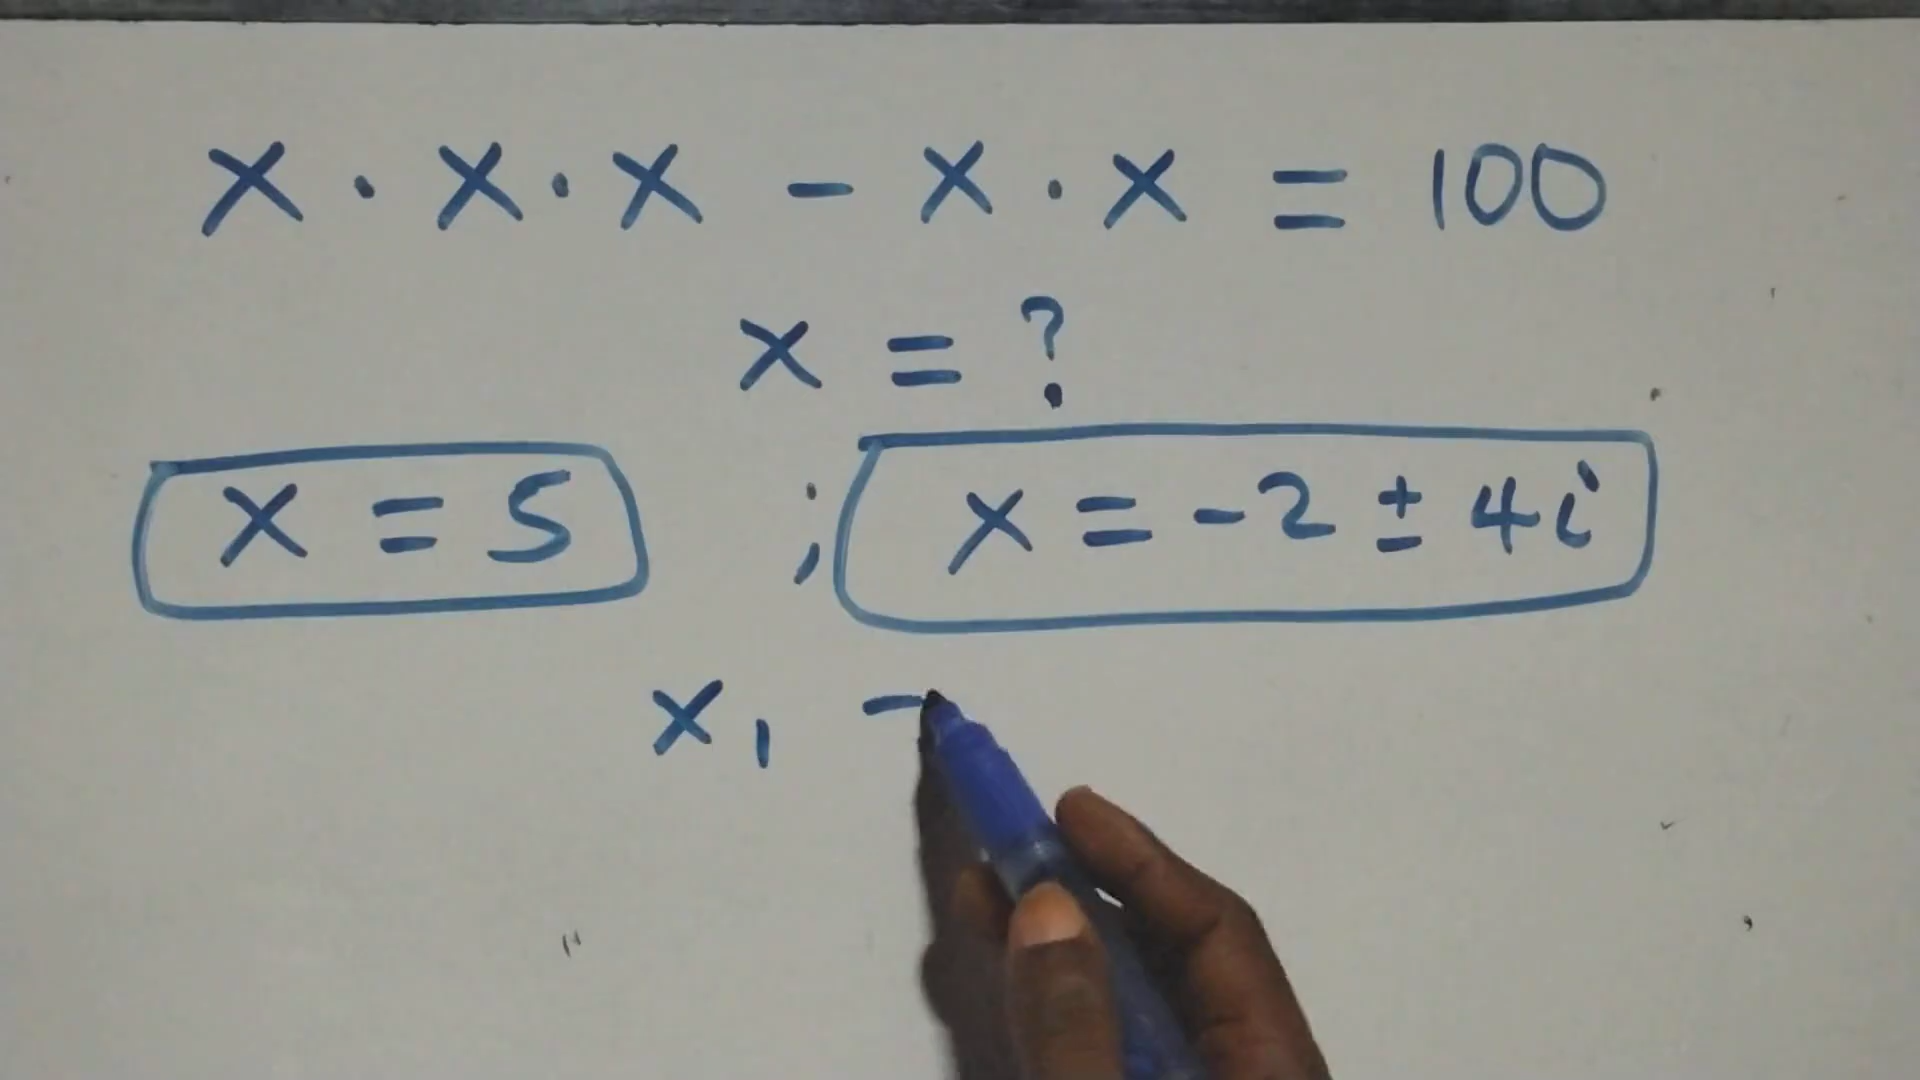 x · x · x - x · x = 100
x = ?
x = 5 ; x = -2 ± 4i
x₁ -